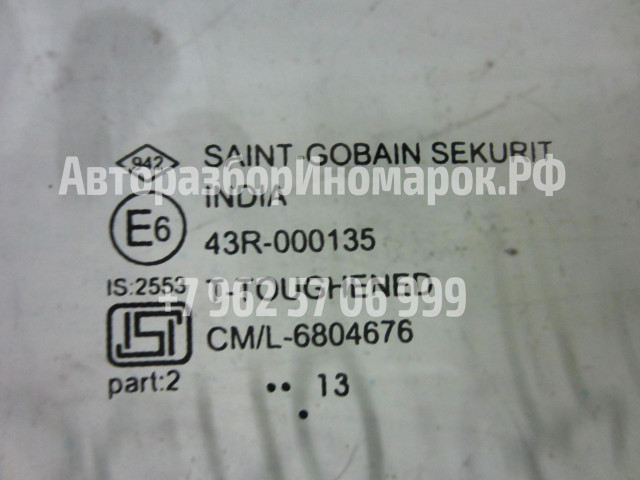 942 SAINT-GOBAIN SEKURIT
АвторазборИномарок.РФ
INDIA
E6 43R-000135
IS:2553 T-TOUGHENED
+7 962 57 06 999
ISI CM/L-6804676
part:2 •• 13
•